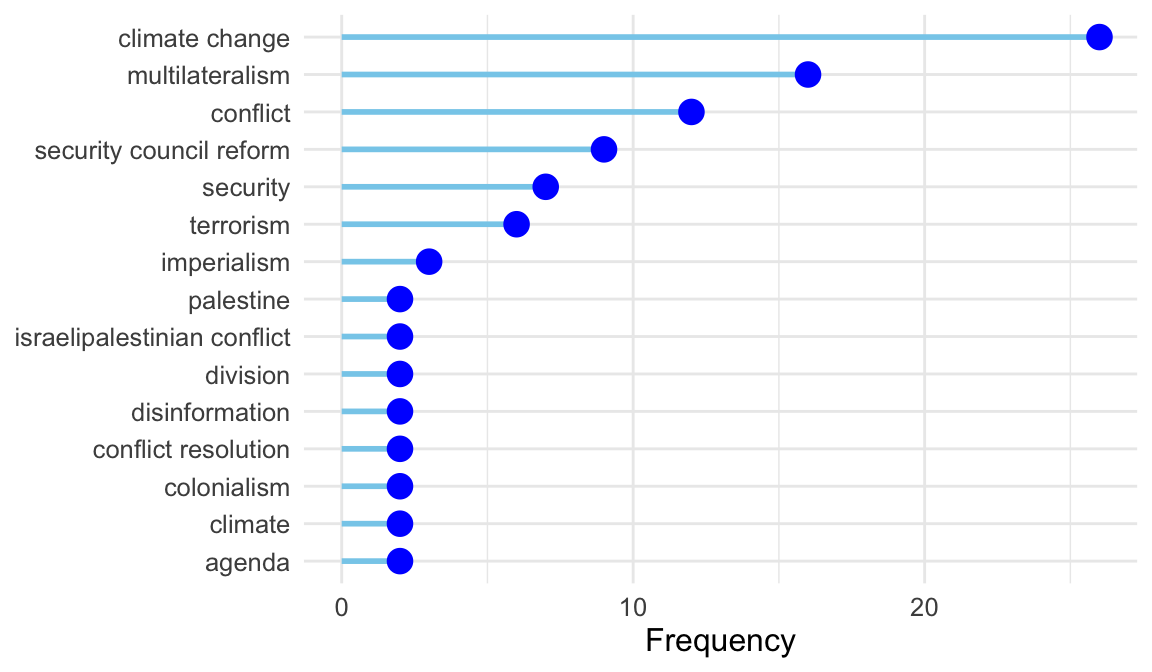 climate change
multilateralism
conflict
security council reform
security
terrorism
imperialism
palestine
israelipalestinian conflict
division
disinformation
conflict resolution
colonialism
climate
agenda
0 10 20
Frequency